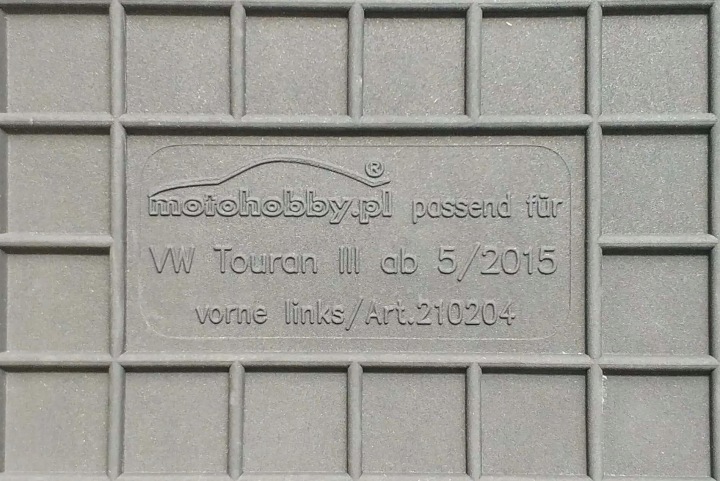 motohobby.pl® passend für
VW Touran III ab 5/2015
vorne links/Art.210204